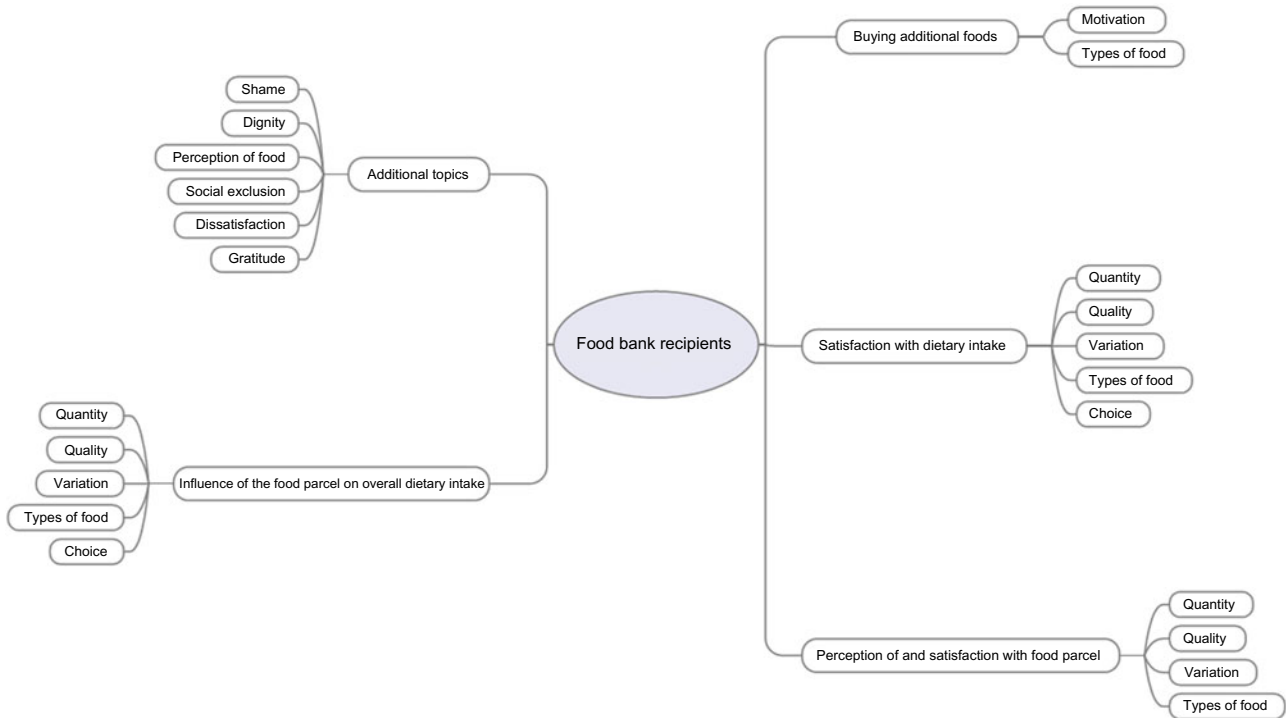 Buying additional foods
Motivation
Types of food
Shame
Dignity
Perception of food
Social exclusion
Dissatisfaction
Gratitude
Additional topics
Food bank recipients
Satisfaction with dietary intake
Quantity
Quality
Variation
Types of food
Choice
Quantity
Quality
Variation
Types of food
Choice
Influence of the food parcel on overall dietary intake
Perception of and satisfaction with food parcel
Quantity
Quality
Variation
Types of food